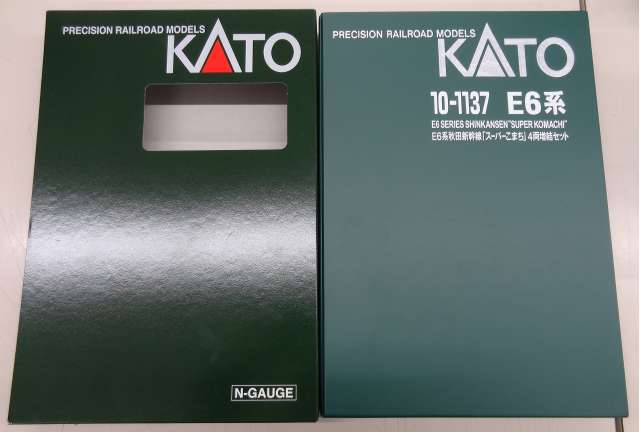 PRECISION RAILROAD MODELS
KATO
N-GAUGE
PRECISION RAILROAD MODELS
KATO
10-1137 E6系
E6 SERIES SHINKANSEN "SUPER KOMACHI"
E6系秋田新幹線「スーパーこまち」4両増結セット